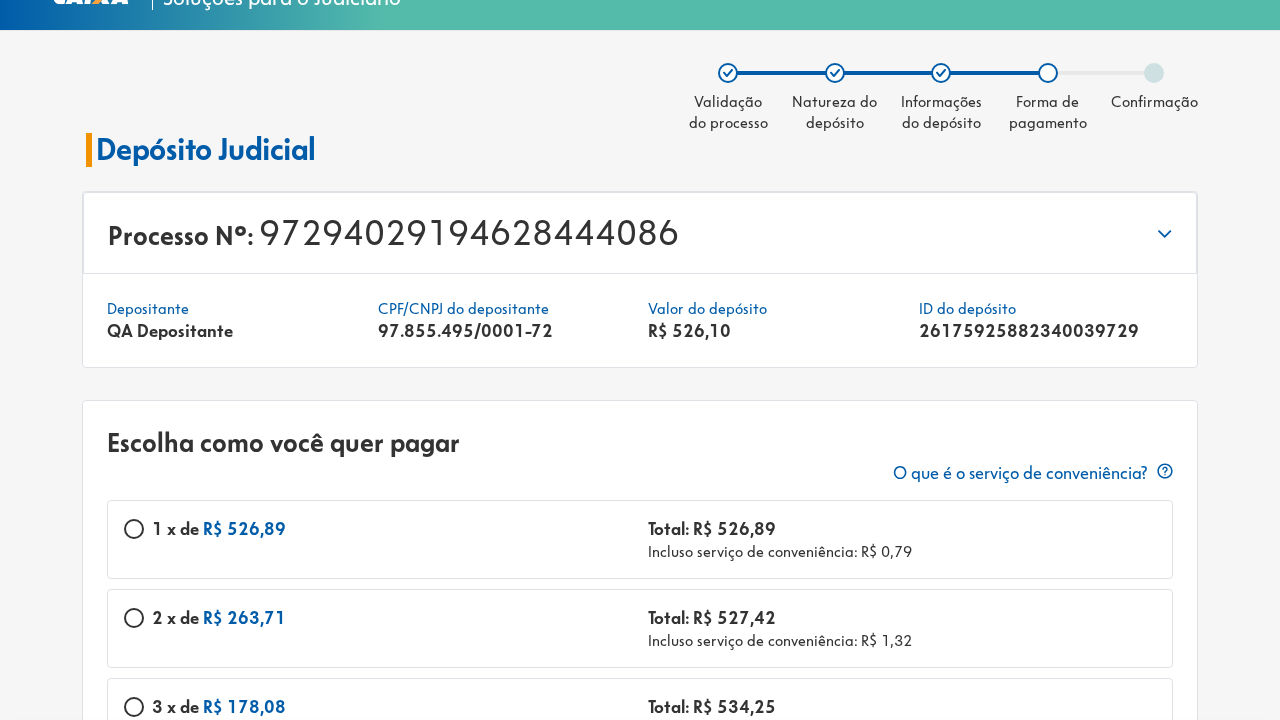 CAIXA Soluções para o Judiciário
Validação do processo
Natureza do depósito
Informações do depósito
Forma de pagamento
Confirmação
Depósito Judicial
Processo Nº: 97294029194628444086
Depositante
QA Depositante
CPF/CNPJ do depositante
97.855.495/0001-72
Valor do depósito
R$ 526,10
ID do depósito
26175925882340039729
Escolha como você quer pagar
O que é o serviço de conveniência?
1 x de R$ 526,89
Total: R$ 526,89
Incluso serviço de conveniência: R$ 0,79
2 x de R$ 263,71
Total: R$ 527,42
Incluso serviço de conveniência: R$ 1,32
3 x de R$ 178,08
Total: R$ 534,25